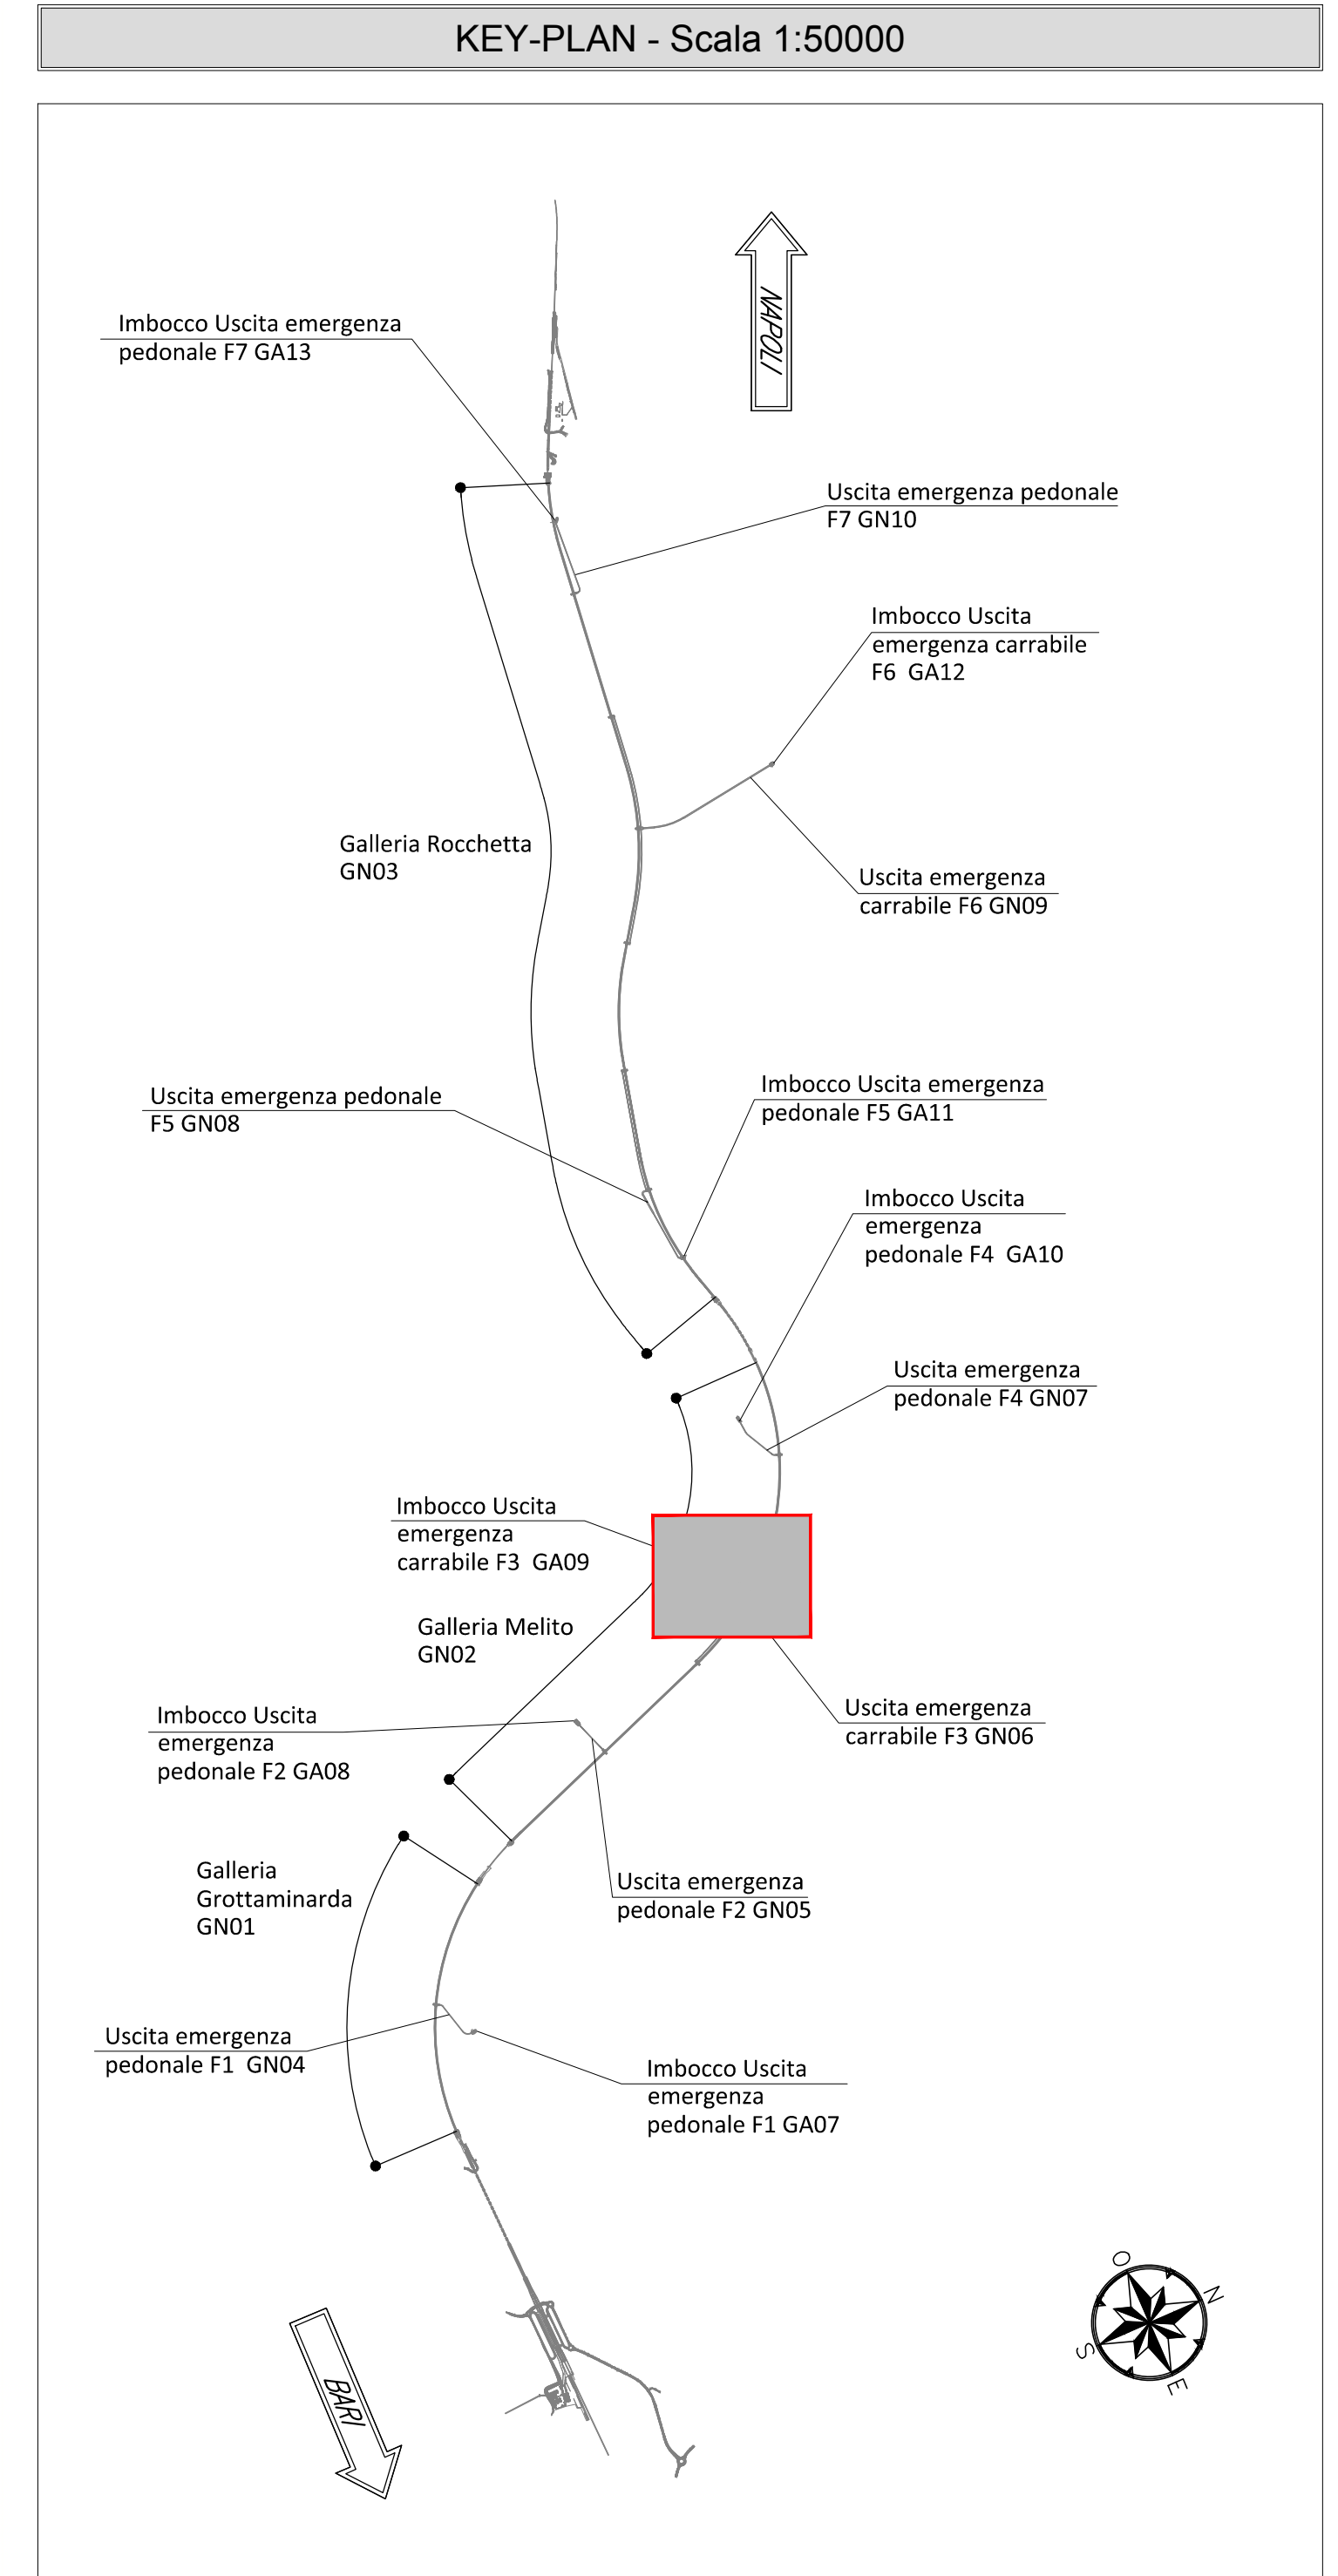 KEY-PLAN - Scala 1:50000
NAPOLI
Imbocco Uscita emergenza
pedonale F7 GA13
Uscita emergenza pedonale
F7 GN10
Imbocco Uscita
emergenza carrabile
F6  GA12
Galleria Rocchetta
GN03
Uscita emergenza
carrabile F6 GN09
Uscita emergenza pedonale
F5 GN08
Imbocco Uscita emergenza
pedonale F5 GA11
Imbocco Uscita
emergenza
pedonale F4  GA10
Uscita emergenza
pedonale F4 GN07
Imbocco Uscita
emergenza
carrabile F3  GA09
Galleria Melito
GN02
Imbocco Uscita
emergenza
pedonale F2 GA08
Uscita emergenza
carrabile F3 GN06
Galleria
Grottaminarda
GN01
Uscita emergenza
pedonale F2 GN05
Uscita emergenza
pedonale F1  GN04
Imbocco Uscita
emergenza
pedonale F1 GA07
O
N
S
E
BARI